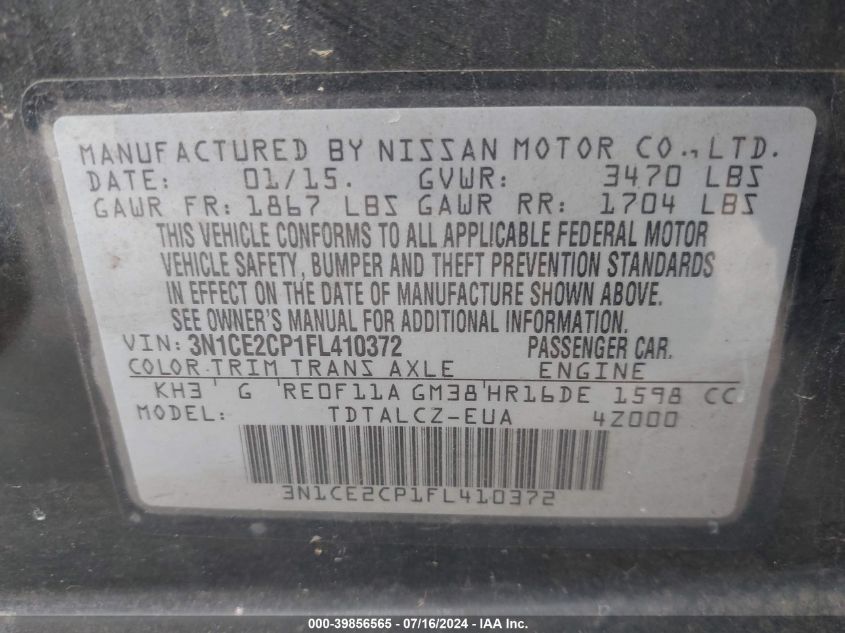 MANUFACTURED BY NISSAN MOTOR CO., LTD.
DATE: 01/15. GVWR: 3470 LBS
GAWR FR: 1867 LBS GAWR RR: 1704 LBS
THIS VEHICLE CONFORMS TO ALL APPLICABLE FEDERAL MOTOR
VEHICLE SAFETY, BUMPER AND THEFT PREVENTION STANDARDS
IN EFFECT ON THE DATE OF MANUFACTURE SHOWN ABOVE.
SEE OWNER'S MANUAL FOR ADDITIONAL INFORMATION.
VIN: 3N1CE2CP1FL410372 PASSENGER CAR.
COLOR TRIM TRANS AXLE ENGINE
KH3 G RE0F11A GM38 HR16DE 1598 CC
MODEL: TDTALCZ-EUA 4Z000
3N1CE2CP1FL410372
000-39856565 / 07/16/2024 - IAA Inc.